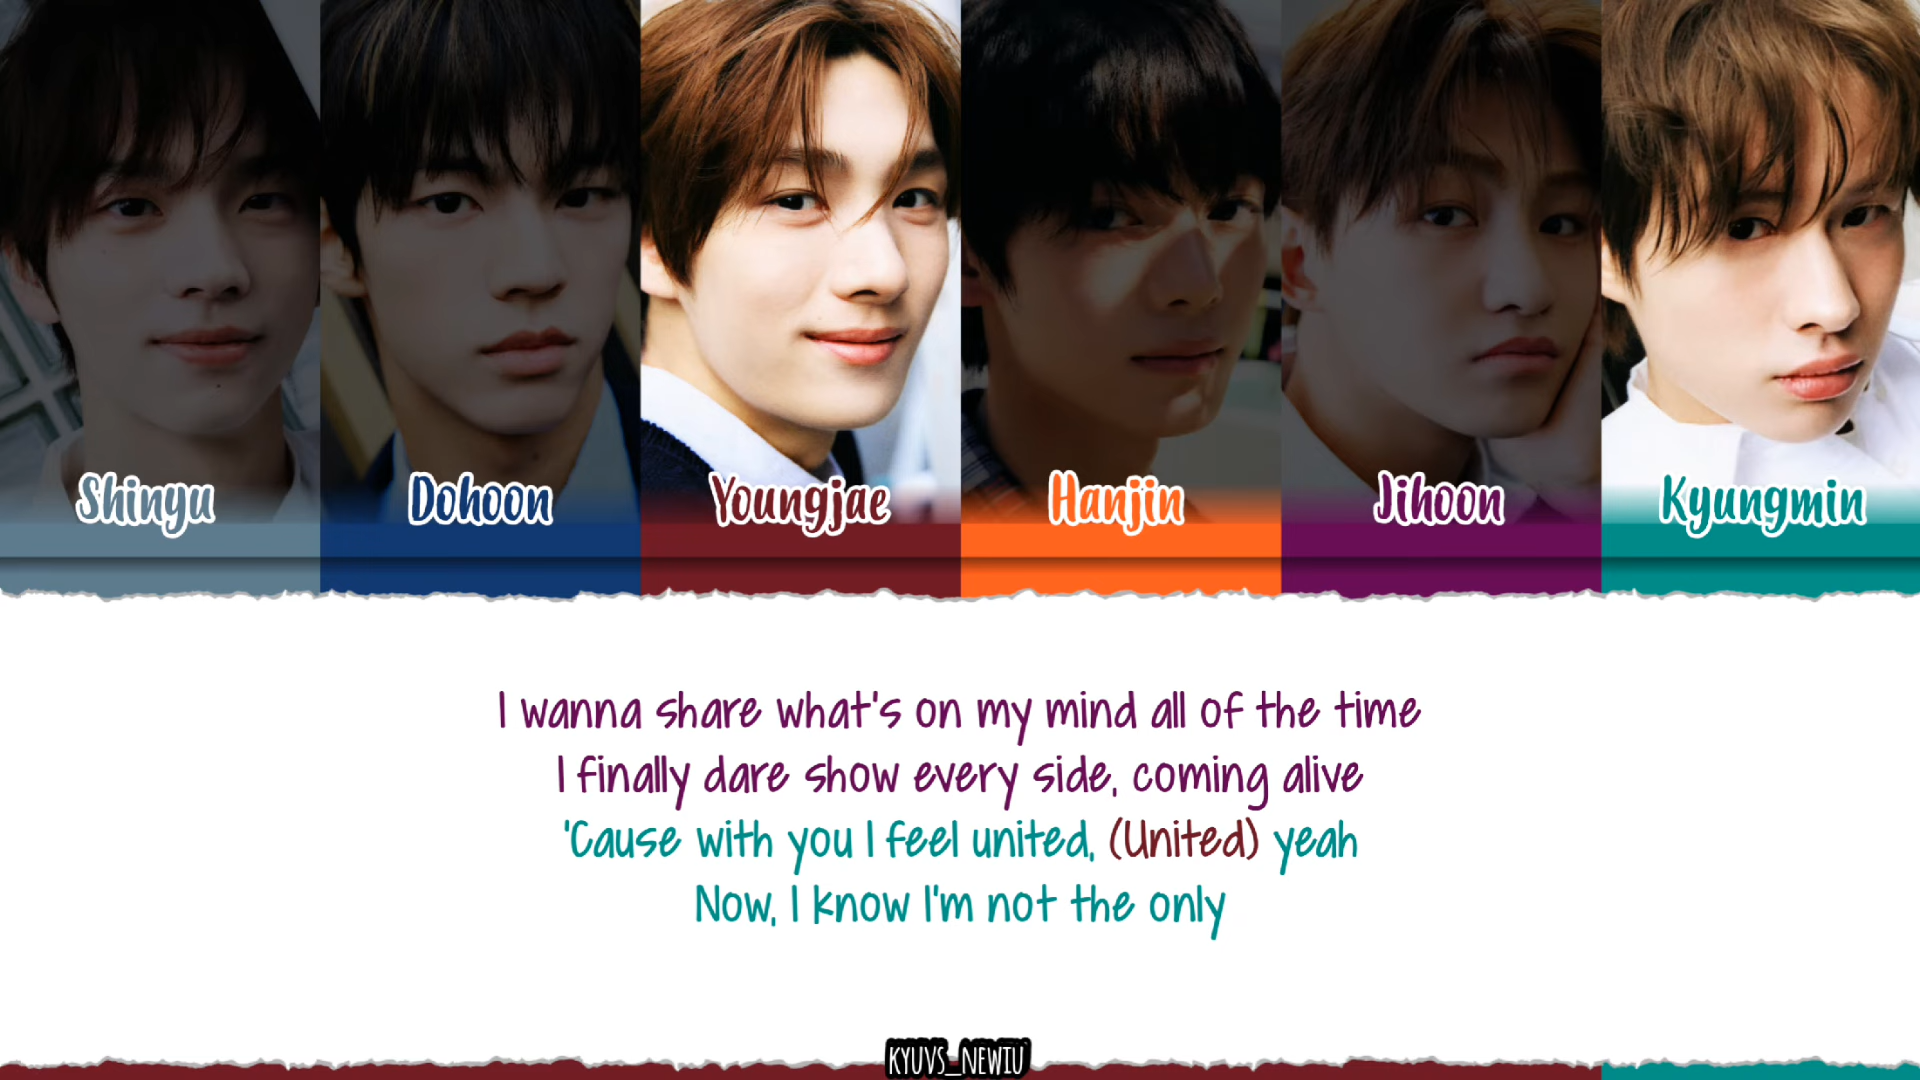 Shinyu
Dohoon
Youngjae
Hanjin
Jihoon
Kyungmin
I wanna share what's on my mind all of the time
I finally dare show every side, coming alive
'Cause with you I feel united, (United) yeah
Now, I know I'm not the only
KYUVS_NEWIU